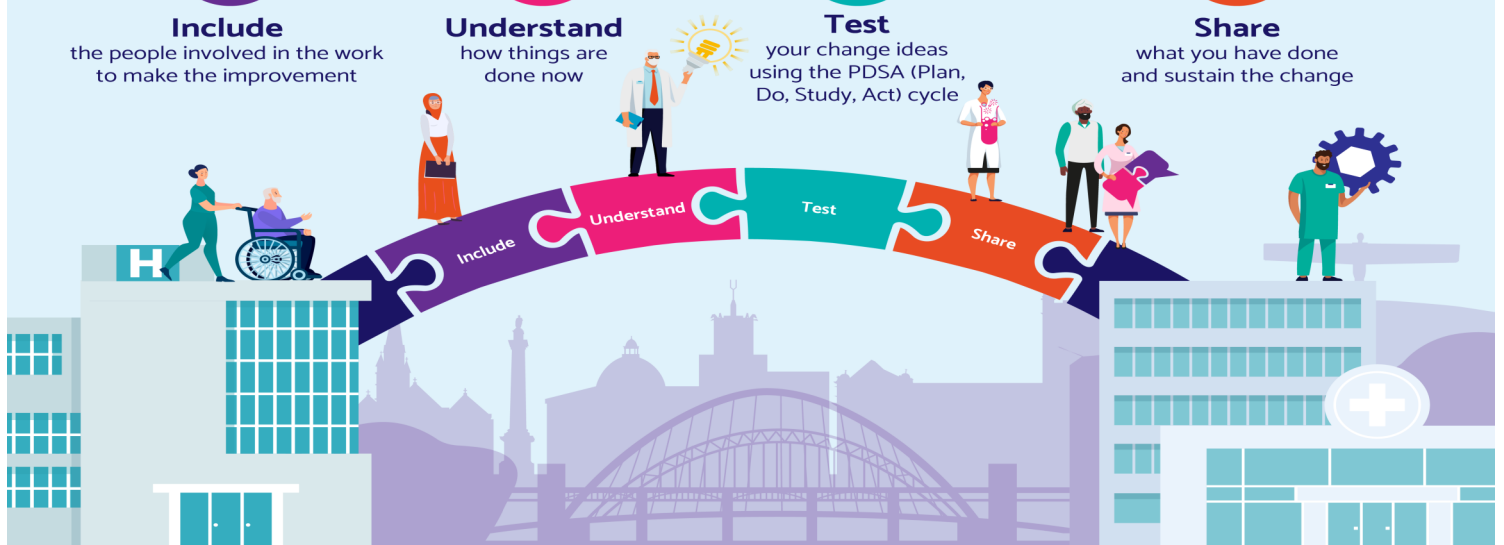 Include
the people involved in the work
to make the improvement
Understand
how things are
done now
Test
your change ideas
using the PDSA (Plan,
Do, Study, Act) cycle
Share
what you have done
and sustain the change
Include
Understand
Test
Share
H